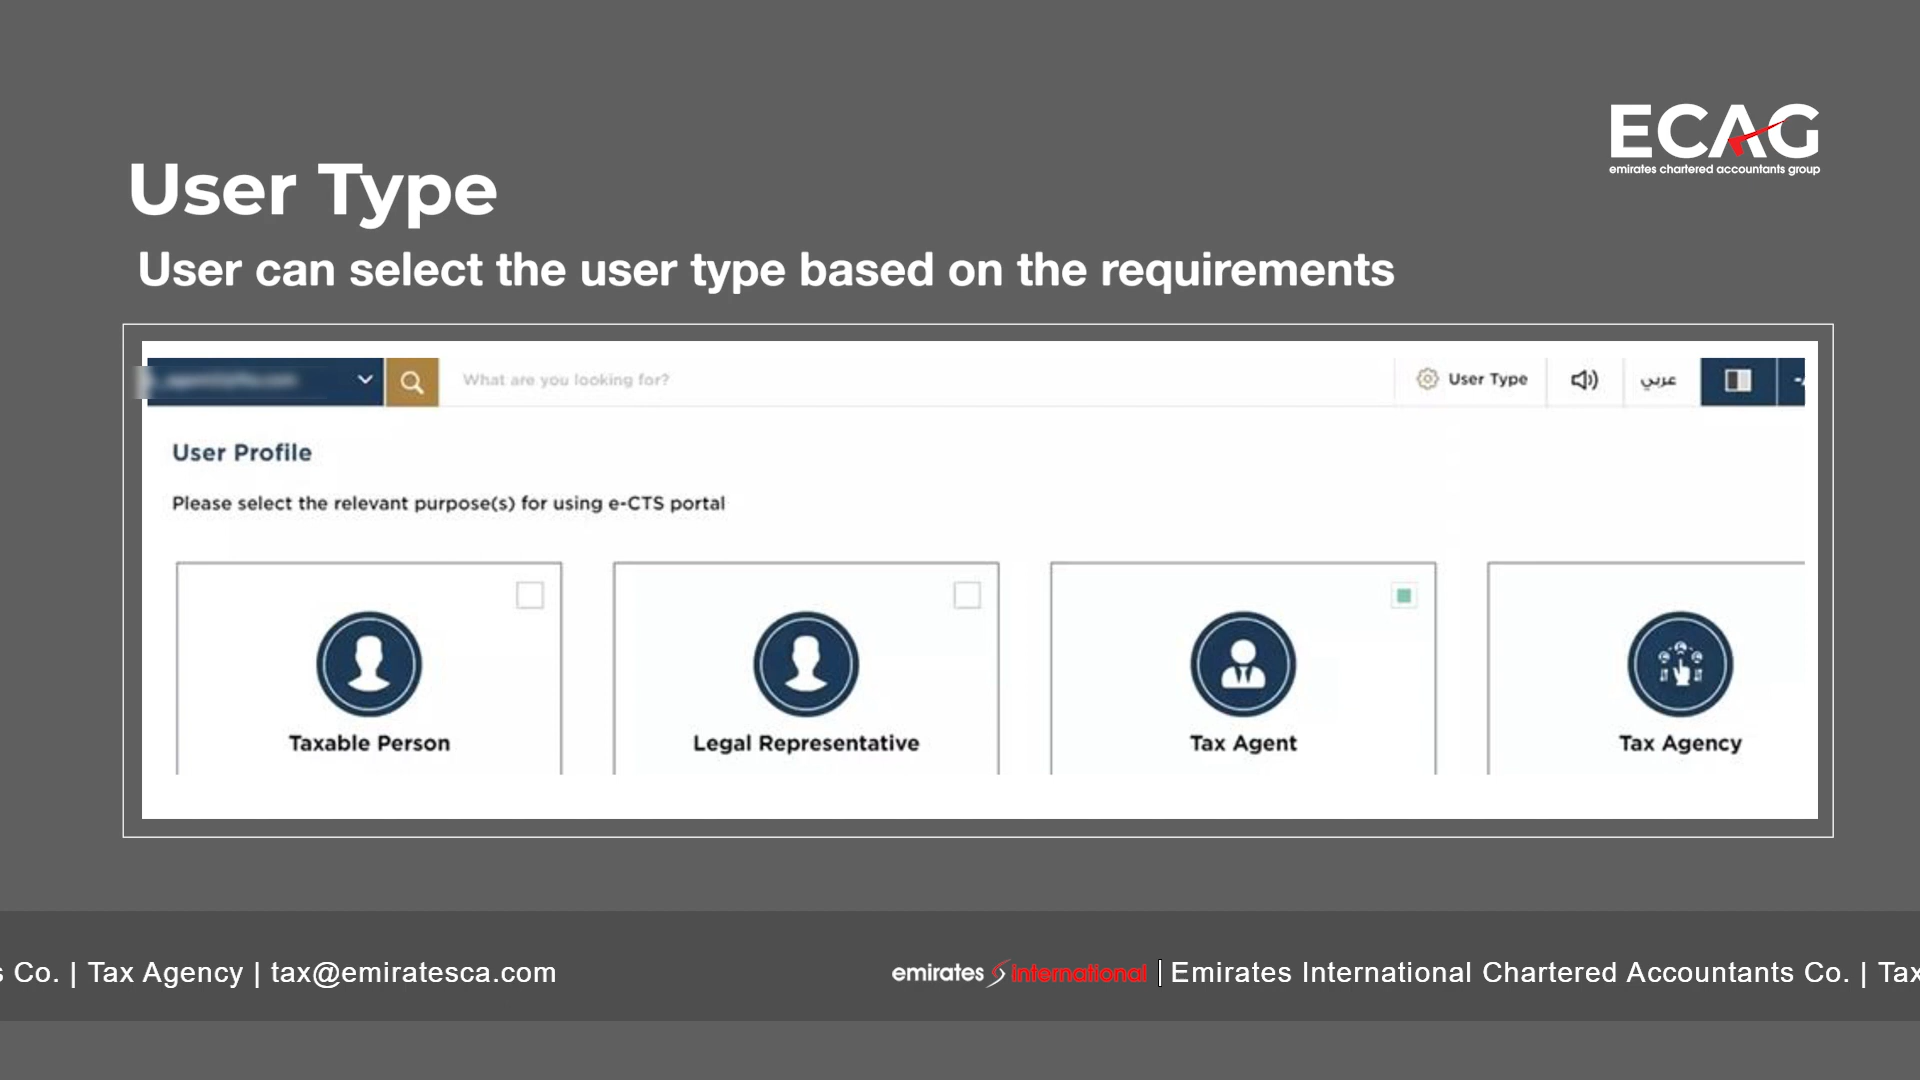 ECAG
emirates chartered accountants group
User Type
User can select the user type based on the requirements
What are you looking for?
User Type
عربي
User Profile
Please select the relevant purpose(s) for using e-CTS portal
Taxable Person
Legal Representative
Tax Agent
Tax Agency
s Co. | Tax Agency | tax@emiratesca.com
emirates international | Emirates International Chartered Accountants Co. | Tax